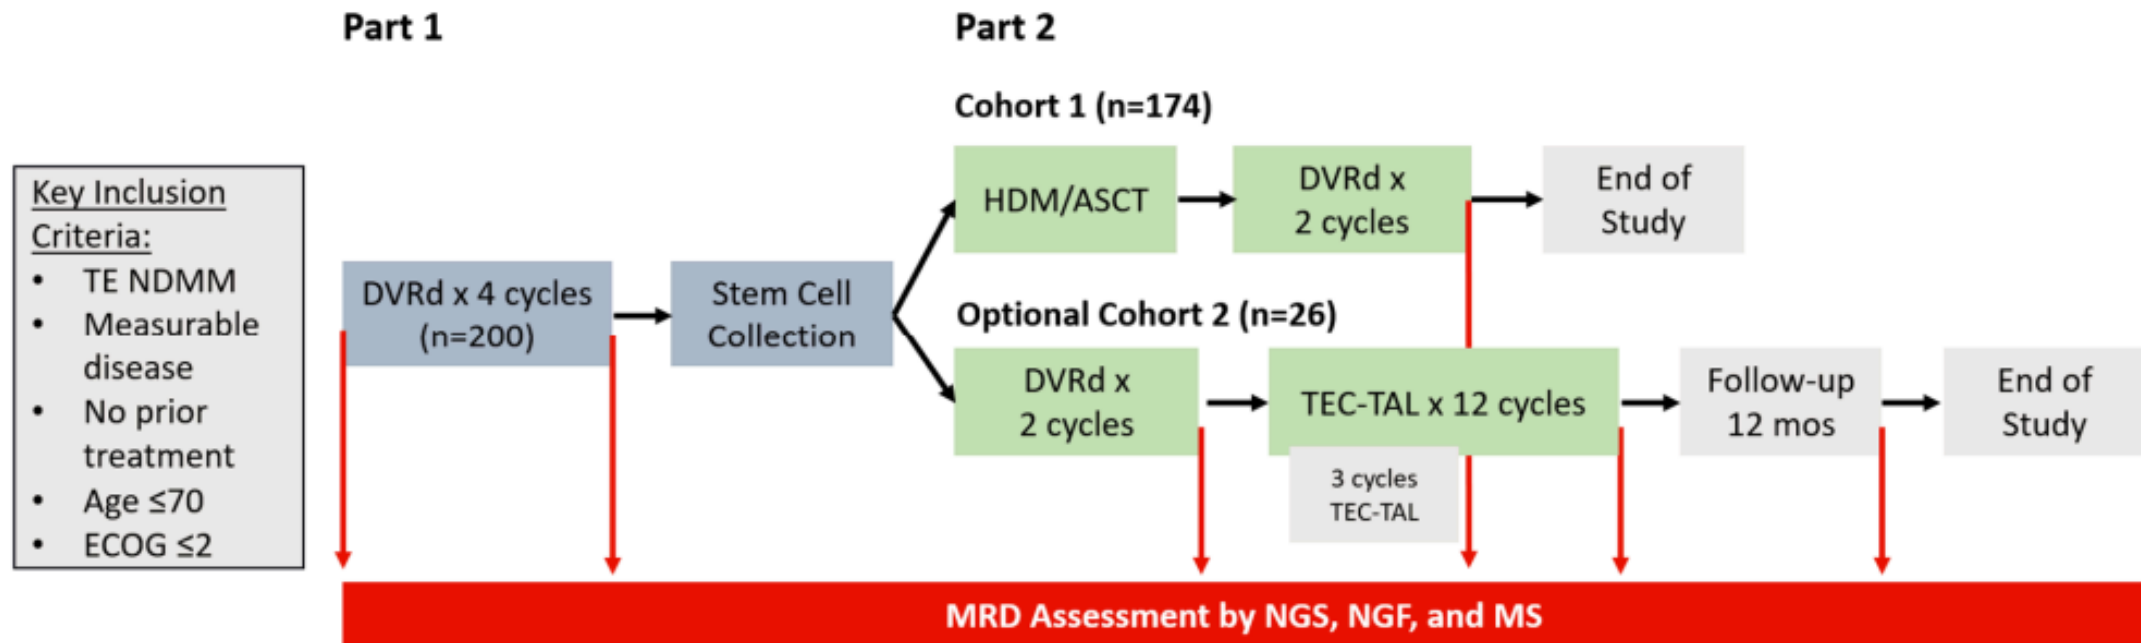 Part 1
Part 2
Key Inclusion
Criteria:
• TE NDMM
• Measurable
disease
• No prior
treatment
• Age ≤70
• ECOG ≤2
DVRd x 4 cycles
(n=200)
Stem Cell
Collection
Cohort 1 (n=174)
HDM/ASCT
DVRd x
2 cycles
End of
Study
Optional Cohort 2 (n=26)
DVRd x
2 cycles
TEC-TAL x 12 cycles
3 cycles
TEC-TAL
Follow-up
12 mos
End of
Study
MRD Assessment by NGS, NGF, and MS